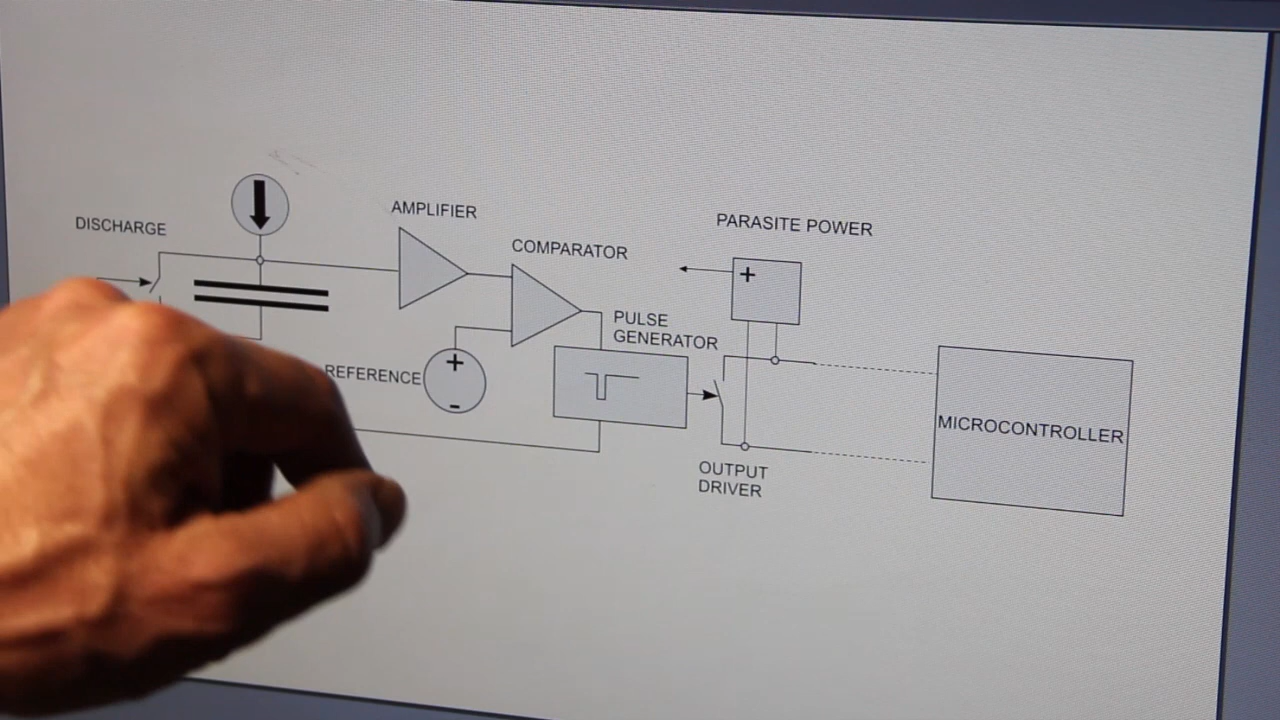 DISCHARGE
AMPLIFIER
COMPARATOR
PARASITE POWER
+
PULSE
GENERATOR
REFERENCE
+
-
MICROCONTROLLER
OUTPUT
DRIVER